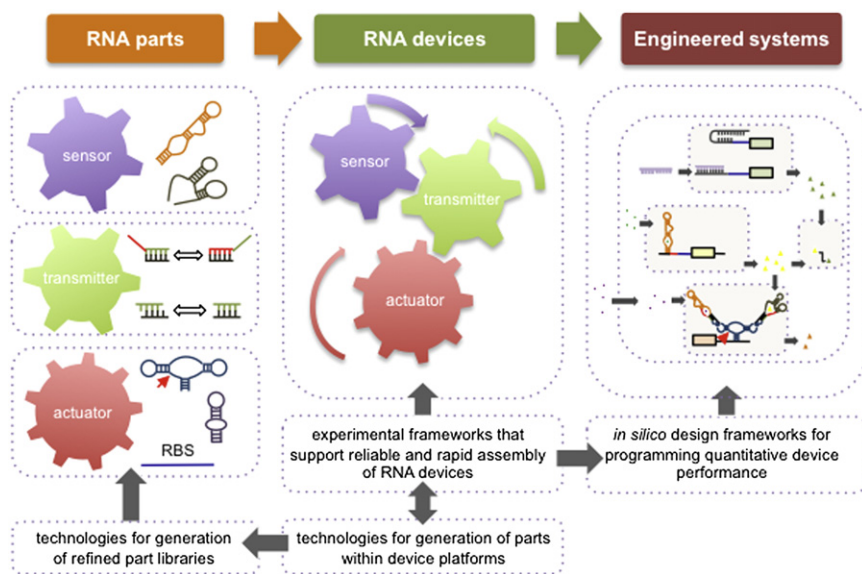 RNA parts
RNA devices
Engineered systems
sensor
transmitter
actuator
RBS
sensor
transmitter
actuator
experimental frameworks that
support reliable and rapid assembly
of RNA devices
in silico design frameworks for
programming quantitative device
performance
technologies for generation
of refined part libraries
technologies for generation of parts
within device platforms